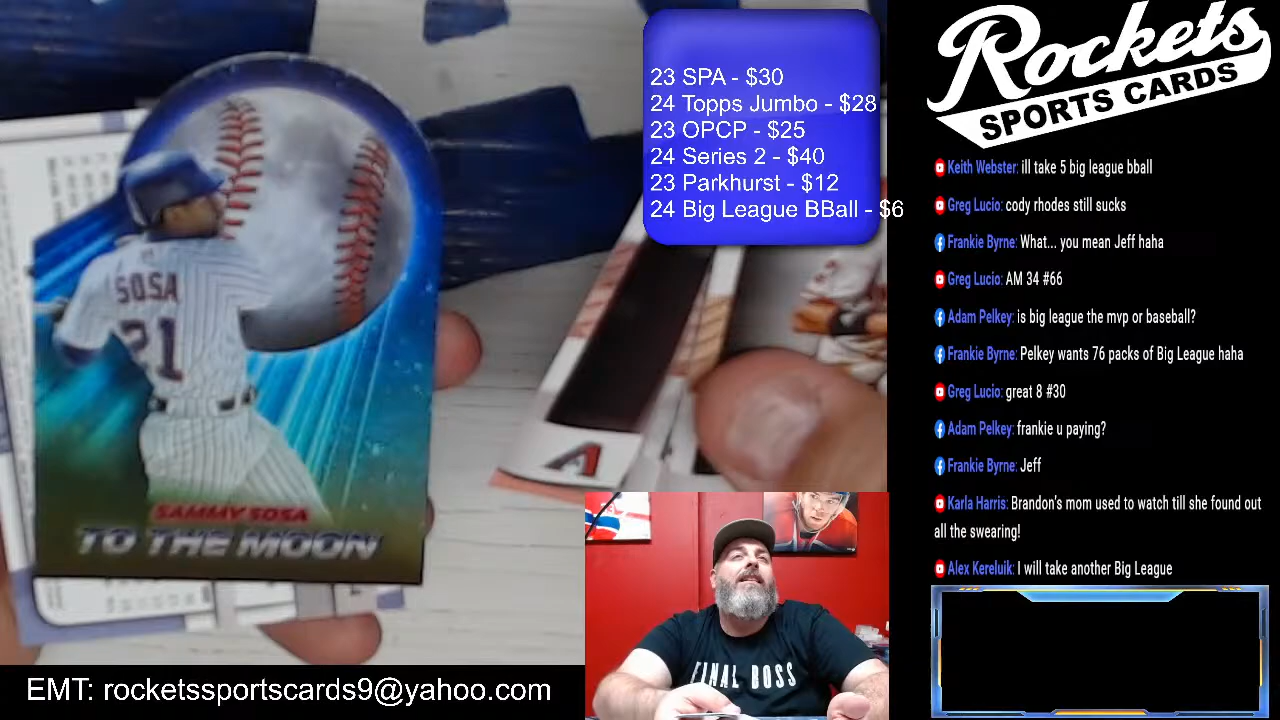 SOSA
21
SAMMY SOSA
TO THE MOON
23 SPA - $30
24 Topps Jumbo - $28
23 OPCP - $25
24 Series 2 - $40
23 Parkhurst - $12
24 Big League BBall - $6
A
FINAL BOSS
EMT: rocketssportscards9@yahoo.com
Rockets
SPORTS CARDS
Keith Webster: ill take 5 big league bball
Greg Lucio: cody rhodes still sucks
Frankie Byrne: What... you mean Jeff haha
Greg Lucio: AM 34 #66
Adam Pelkey: is big league the mvp or baseball?
Frankie Byrne: Pelkey wants 76 packs of Big League haha
Greg Lucio: great 8 #30
Adam Pelkey: frankie u paying?
Frankie Byrne: Jeff
Karla Harris: Brandon's mom used to watch till she found out
all the swearing!
Alex Kereluik: I will take another Big League